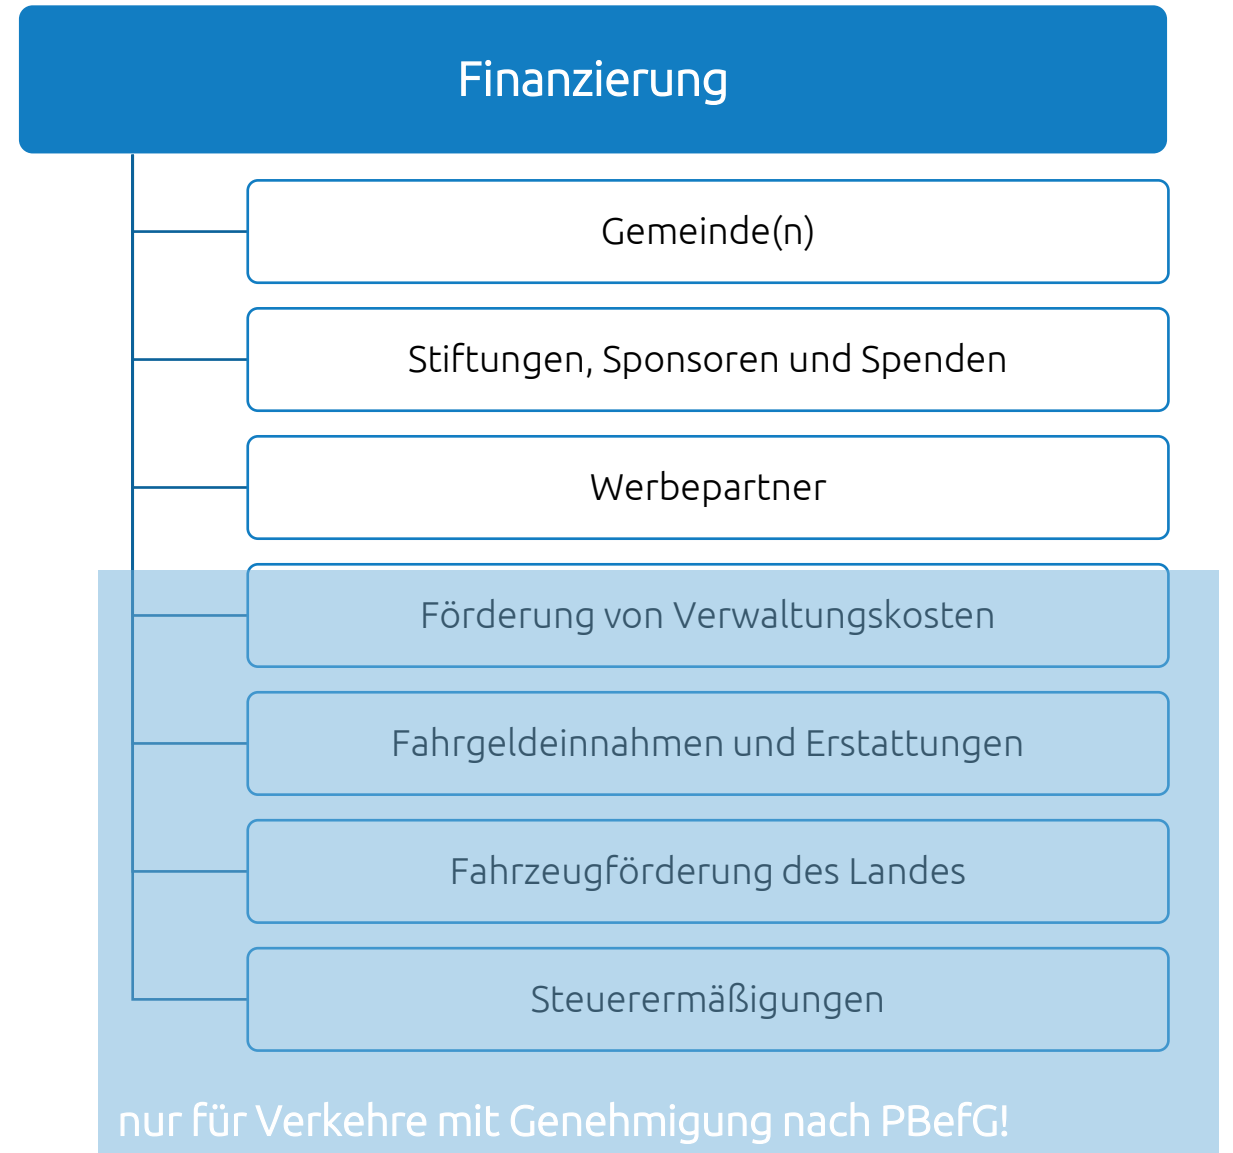 Finanzierung
Gemeinde(n)
Stiftungen, Sponsoren und Spenden
Werbepartner
Förderung von Verwaltungskosten
Fahrgeldeinnahmen und Erstattungen
Fahrzeugförderung des Landes
Steuerermäßigungen
nur für Verkehre mit Genehmigung nach PBefG!